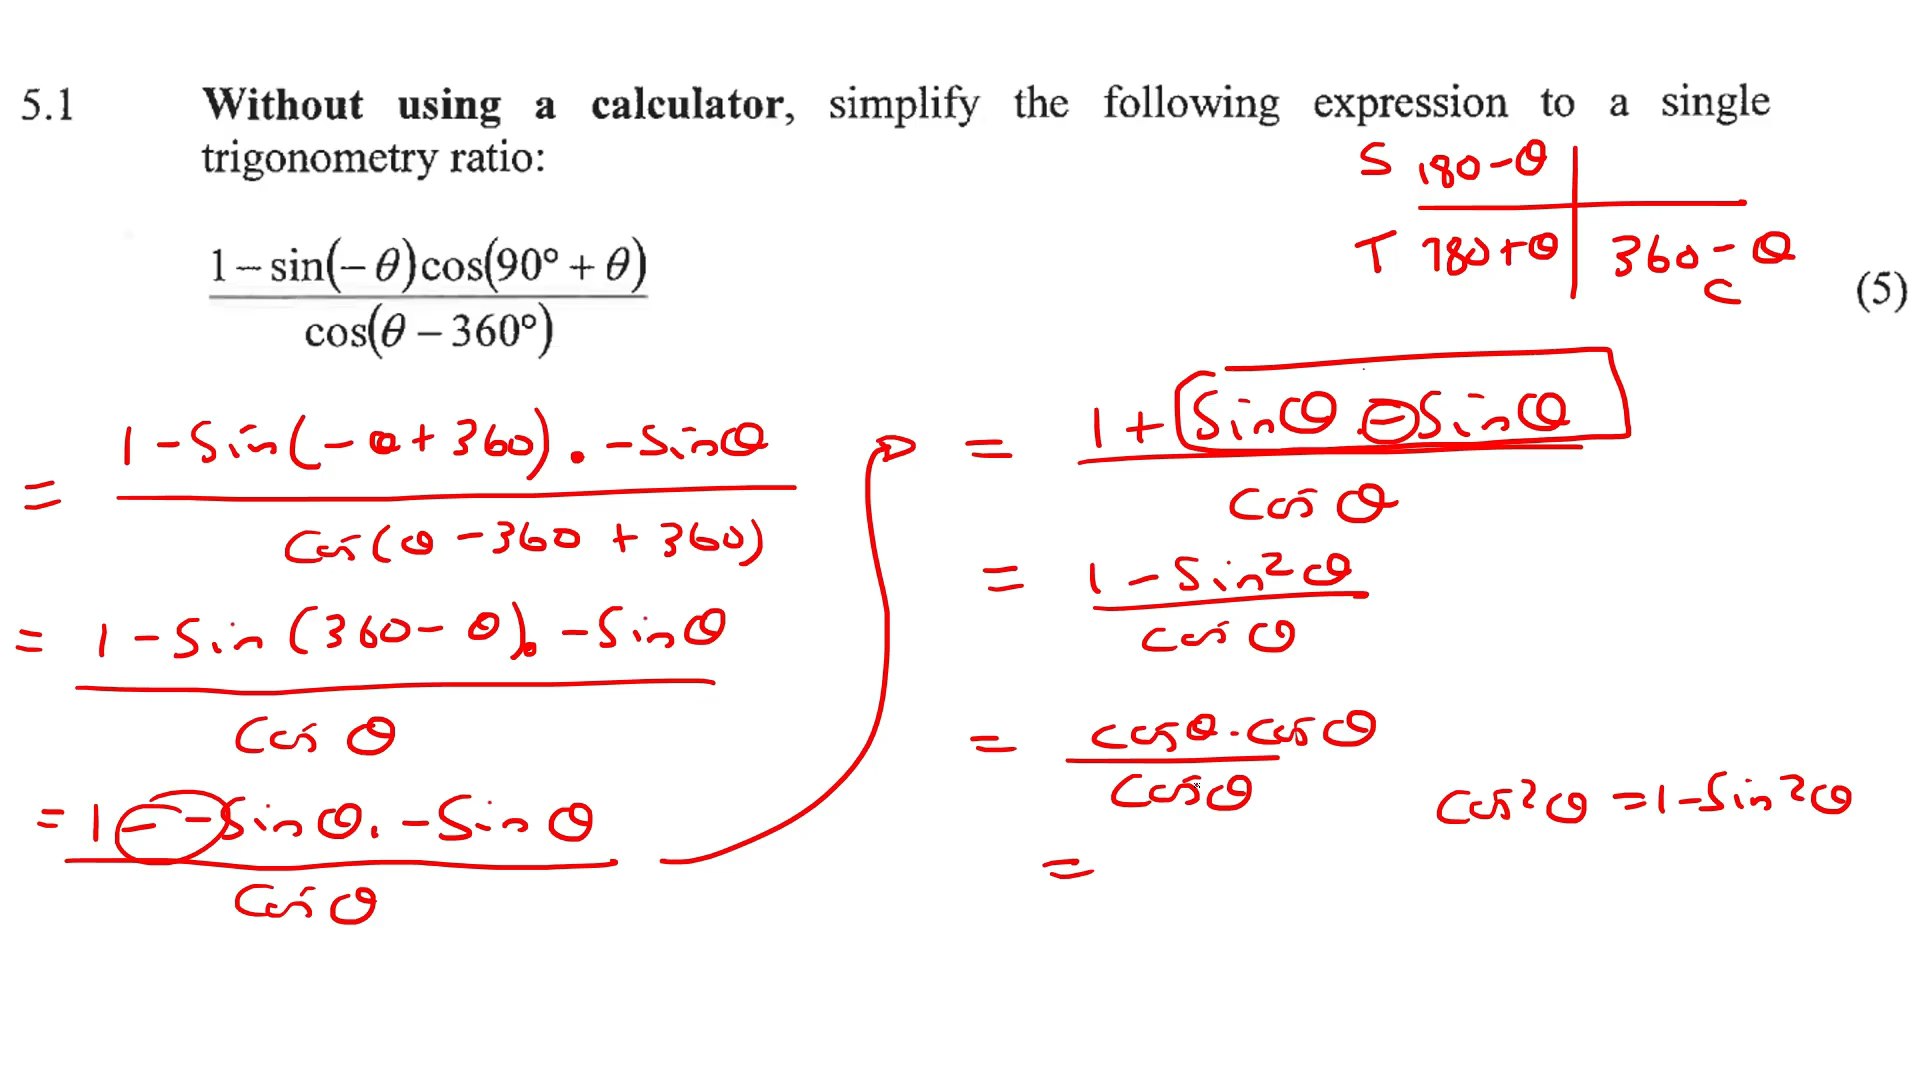 5.1 Without using a calculator, simplify the following expression to a single
trigonometry ratio:
S 180-θ
T 180+θ 360-θ
C
1-sin(-θ)cos(90°+θ)
cos(θ-360°)
(5)
1-sin(-θ+360).-sinθ
=
cos(θ-360+360)
= 1-sin(360-θ).-sinθ
cosθ
=1--sinθ.-sinθ
cosθ
= 1+sinθ-sinθ
cosθ
= 1-sin²θ
cosθ
= cosθ.cosθ
cosθ
cos²θ=1-sin²θ
=